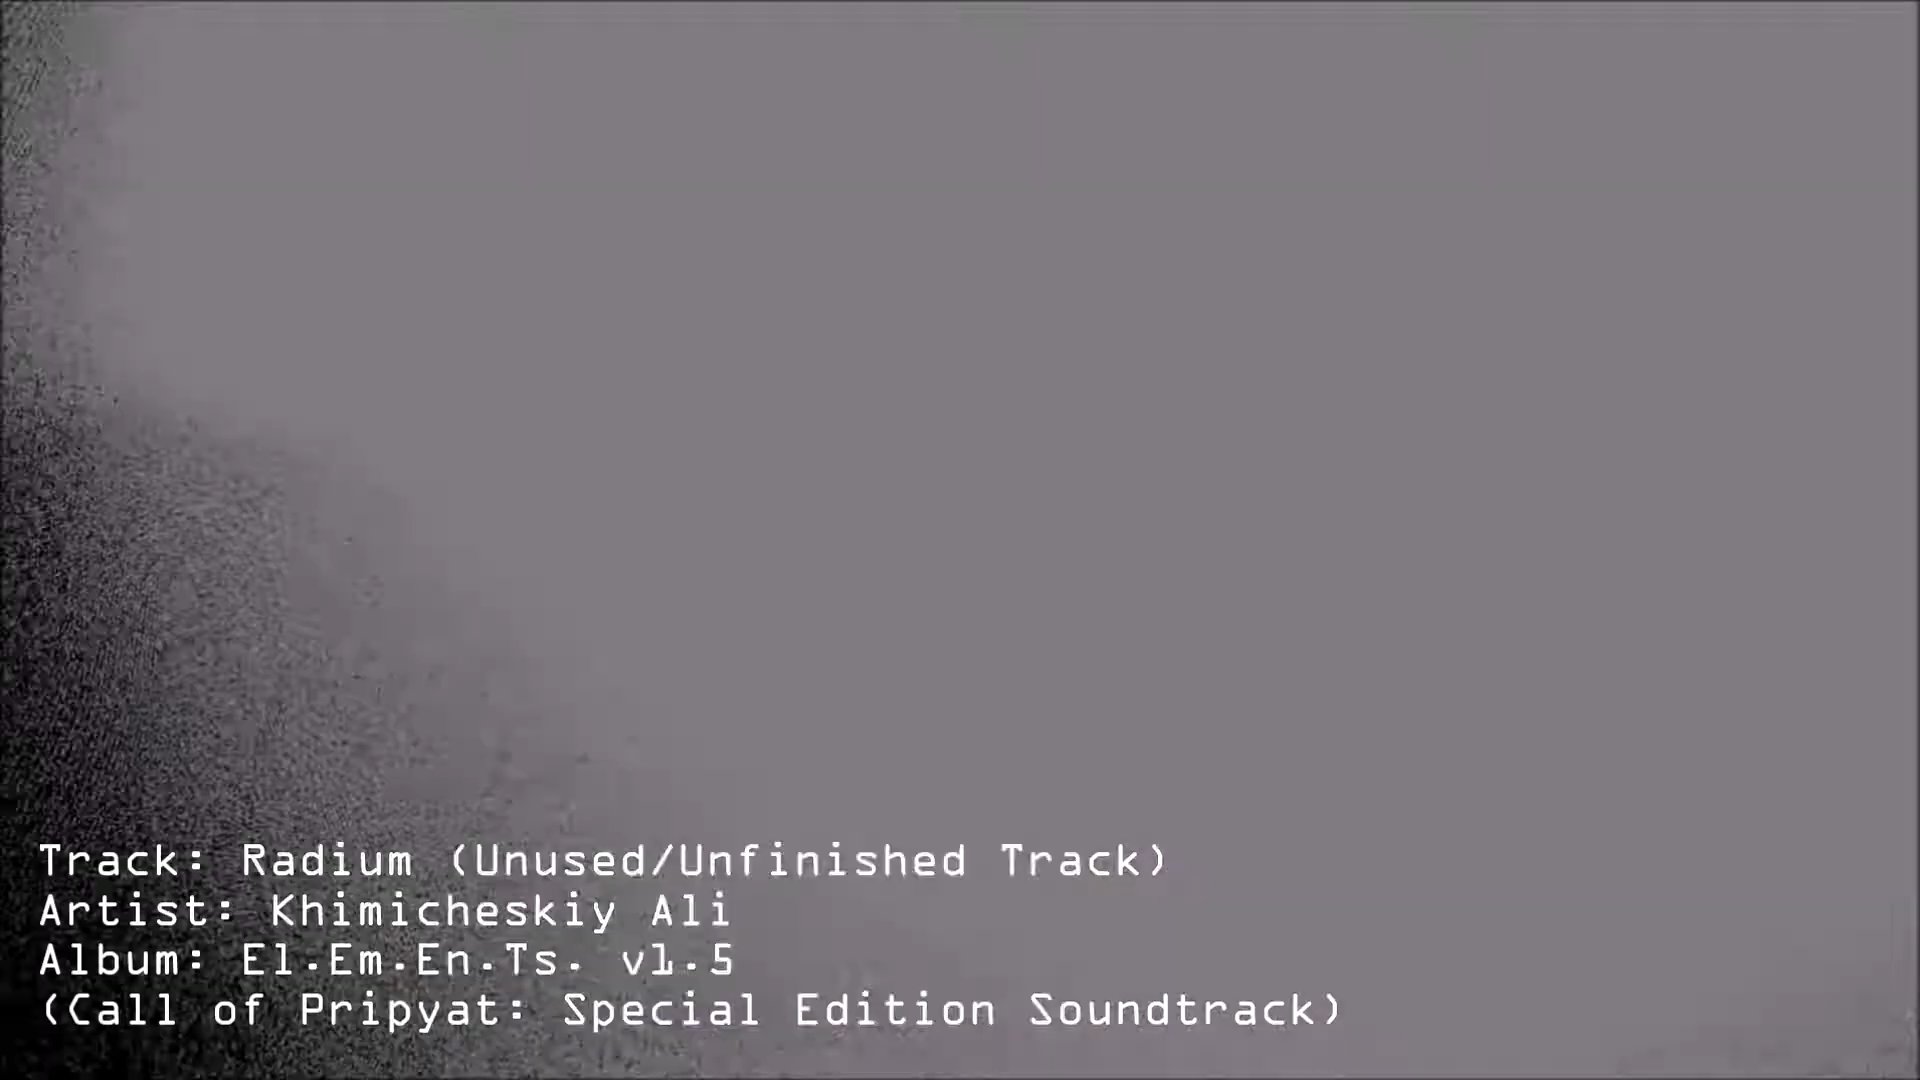 Track: Radium (Unused/Unfinished Track)
Artist: Khimicheskiy Ali
Album: El.Em.En.Ts. v1.5
(Call of Pripyat: Special Edition Soundtrack)